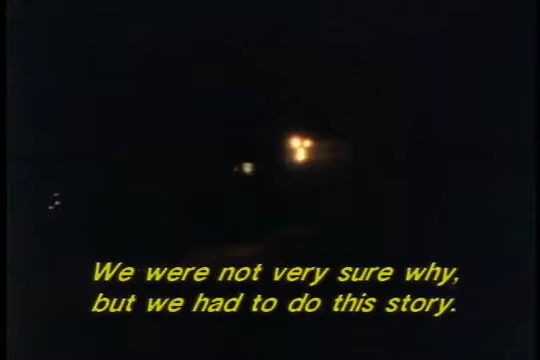 We were not very sure why,
but we had to do this story.